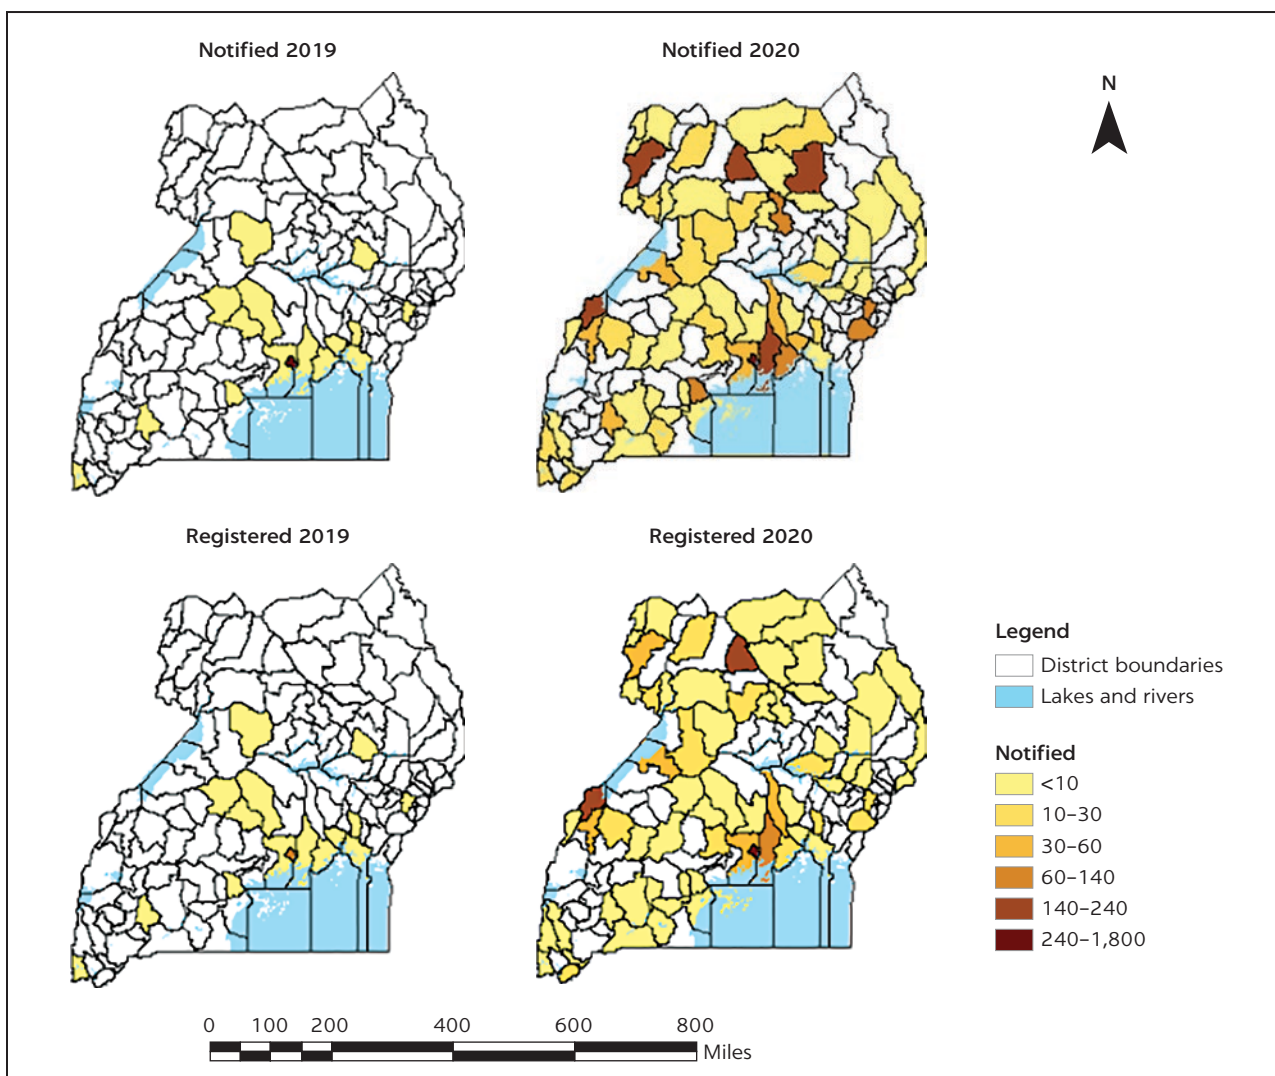 Notified 2019
Notified 2020
N
Registered 2019
Registered 2020
Legend
District boundaries
Lakes and rivers
Notified
<10
10–30
30–60
60–140
140–240
240–1,800
0 100 200 400 600 800
Miles